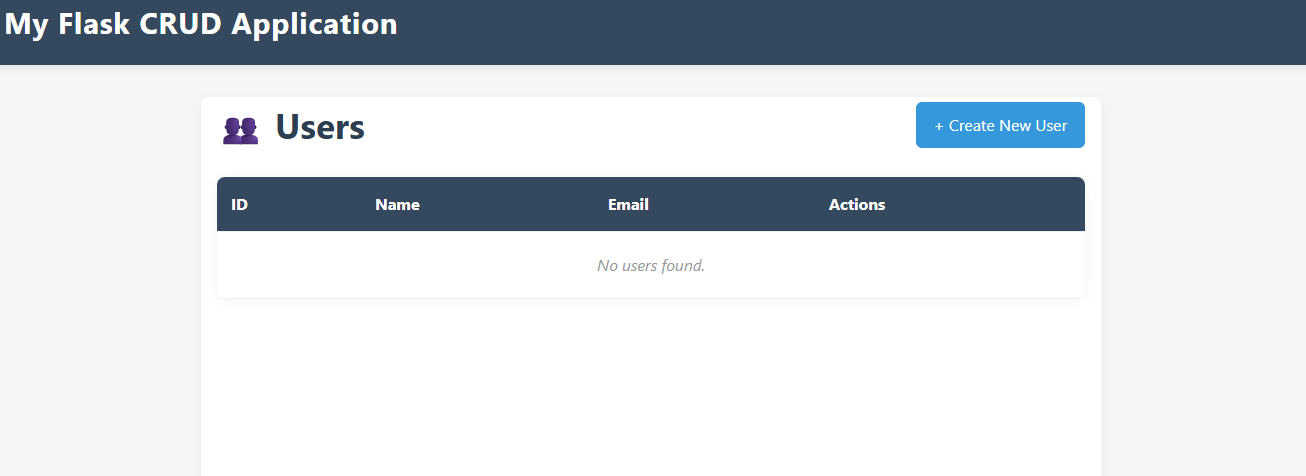 My Flask CRUD Application
Users
+ Create New User
ID Name Email Actions
No users found.